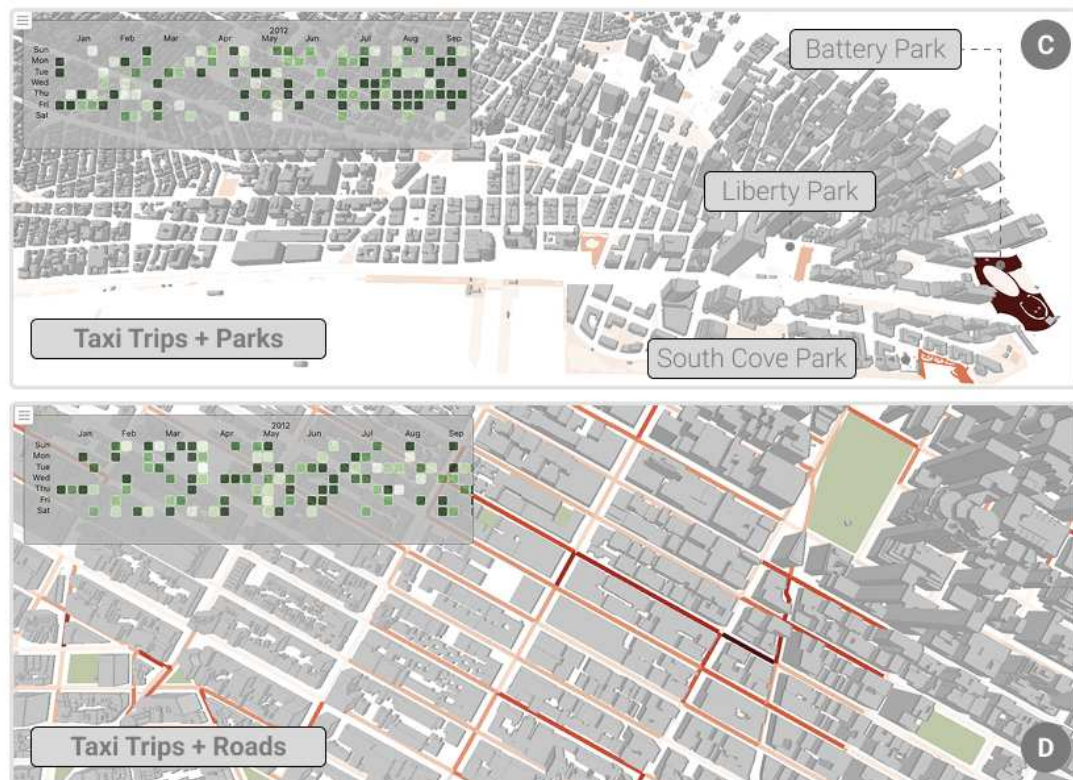 2012
Jan Feb Mar Apr May Jun Jul Aug Sep
Sun
Mon
Tue
Wed
Thu
Fri
Sat
Battery Park
C
Liberty Park
South Cove Park
Taxi Trips + Parks
2012
Jan Feb Mar Apr May Jun Jul Aug Sep
Sun
Mon
Tue
Wed
Thu
Fri
Sat
Taxi Trips + Roads
D